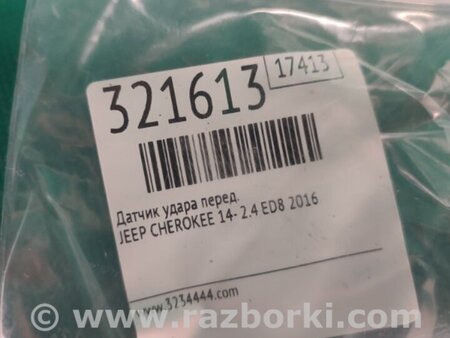 321613
17413
Датчик удара перед.
JEEP CHEROKEE 14- 2.4 ED8 2016
www.3234444.com
© www.razborki.com